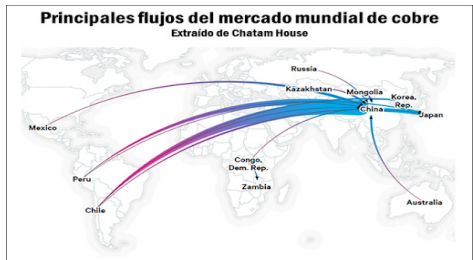 Principales flujos del mercado mundial de cobre
Extraído de Chatam House
Russia
Kazakhstan
Mongolia
Korea,
Rep.
China
Japan
Mexico
Congo,
Dem. Rep.
Peru
Zambia
Chile
Australia